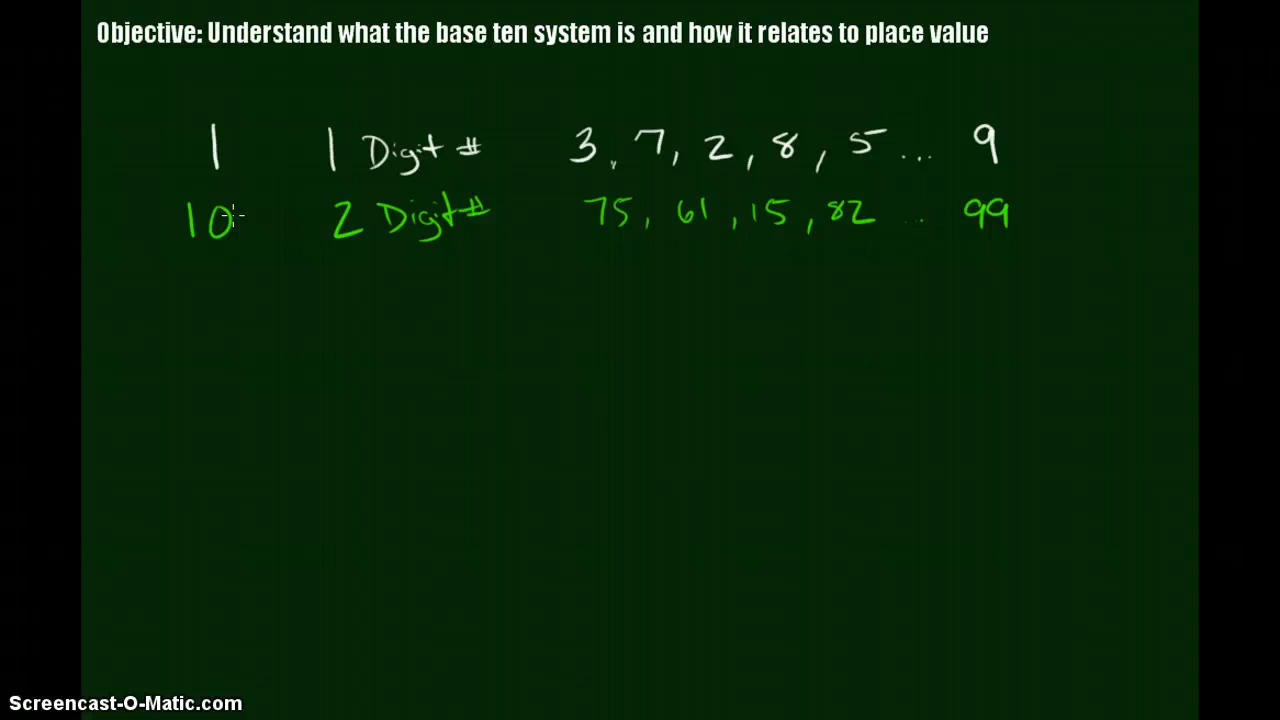 Objective: Understand what the base ten system is and how it relates to place value
1 1 Digit # 3, 7, 2, 8, 5 ... 9
10 2 Digit # 75, 61, 15, 82 ... 99
Screencast-O-Matic.com